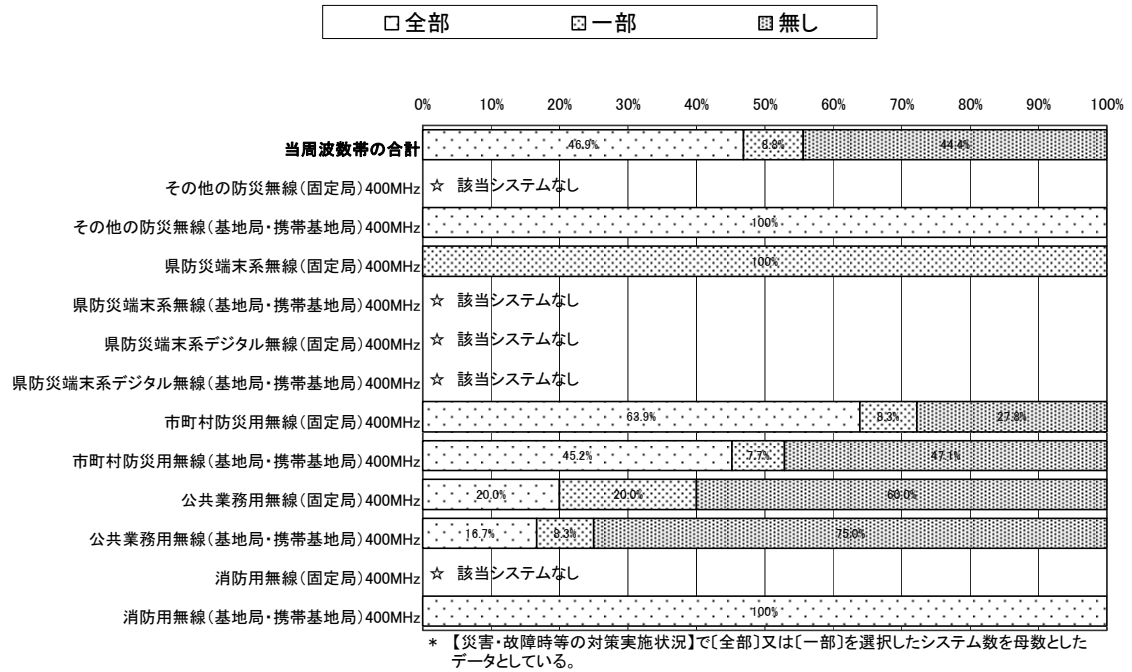 全部 一部 無し
0% 10% 20% 30% 40% 50% 60% 70% 80% 90% 100%
当周波数帯の合計 46.9% 8.8% 44.4%
その他の防災無線(固定局)400MHz ☆ 該当システムなし
その他の防災無線(基地局・携帯基地局)400MHz 100%
県防災端末系無線(固定局)400MHz 100%
県防災端末系無線(基地局・携帯基地局)400MHz ☆ 該当システムなし
県防災端末系デジタル無線(固定局)400MHz ☆ 該当システムなし
県防災端末系デジタル無線(基地局・携帯基地局)400MHz ☆ 該当システムなし
市町村防災用無線(固定局)400MHz 63.9% 8.3% 27.8%
市町村防災用無線(基地局・携帯基地局)400MHz 45.2% 7.7% 47.1%
公共業務用無線(固定局)400MHz 20.0% 20.0% 60.0%
公共業務用無線(基地局・携帯基地局)400MHz 16.7% 8.3% 75.0%
消防用無線(固定局)400MHz ☆ 該当システムなし
消防用無線(基地局・携帯基地局)400MHz 100%
* 【災害・故障時等の対策実施状況】で〔全部〕又は〔一部〕を選択したシステム数を母数とした
データとしている。